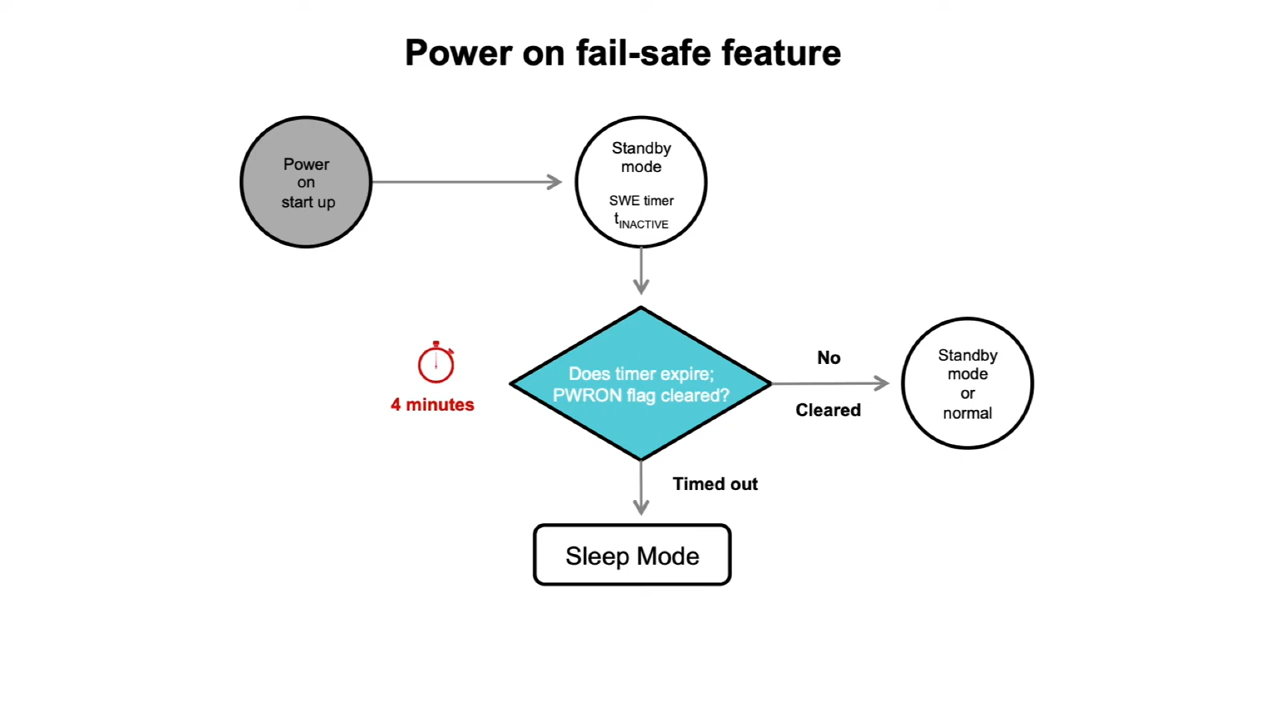 Power on fail-safe feature
Power
on
start up
Standby
mode
SWE timer
tINACTIVE
Does timer expire;
PWRON flag cleared?
4 minutes
No
Cleared
Standby
mode
or
normal
Timed out
Sleep Mode